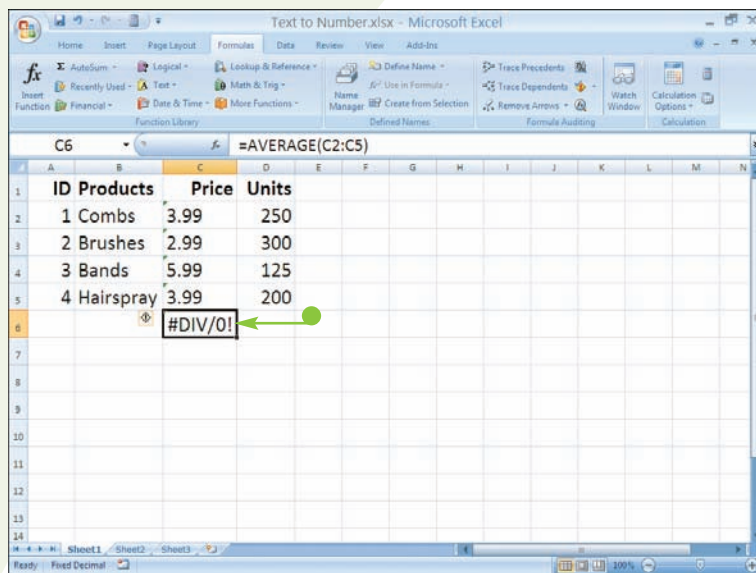 Text to Number.xlsx - Microsoft Excel
Home Insert Page Layout Formulas Data Review View Add-Ins
Σ AutoSum Logical Lookup & Reference Define Name Trace Precedents
fx Recently Used A Text Math & Trig Use in Formula Trace Dependents
Insert Function Financial Date & Time More Functions Name Manager Create from Selection Remove Arrows Watch Window Calculation Options
Function Library Defined Names Formula Auditing Calculation
C6 fx =AVERAGE(C2:C5)
A B C D E F G H I J K L M N
1 ID Products Price Units
2 1 Combs 3.99 250
3 2 Brushes 2.99 300
4 3 Bands 5.99 125
5 4 Hairspray 3.99 200
6 #DIV/0!
7
8
9
10
11
12
13
14
Sheet1 Sheet2 Sheet3
Ready Fixed Decimal 100%